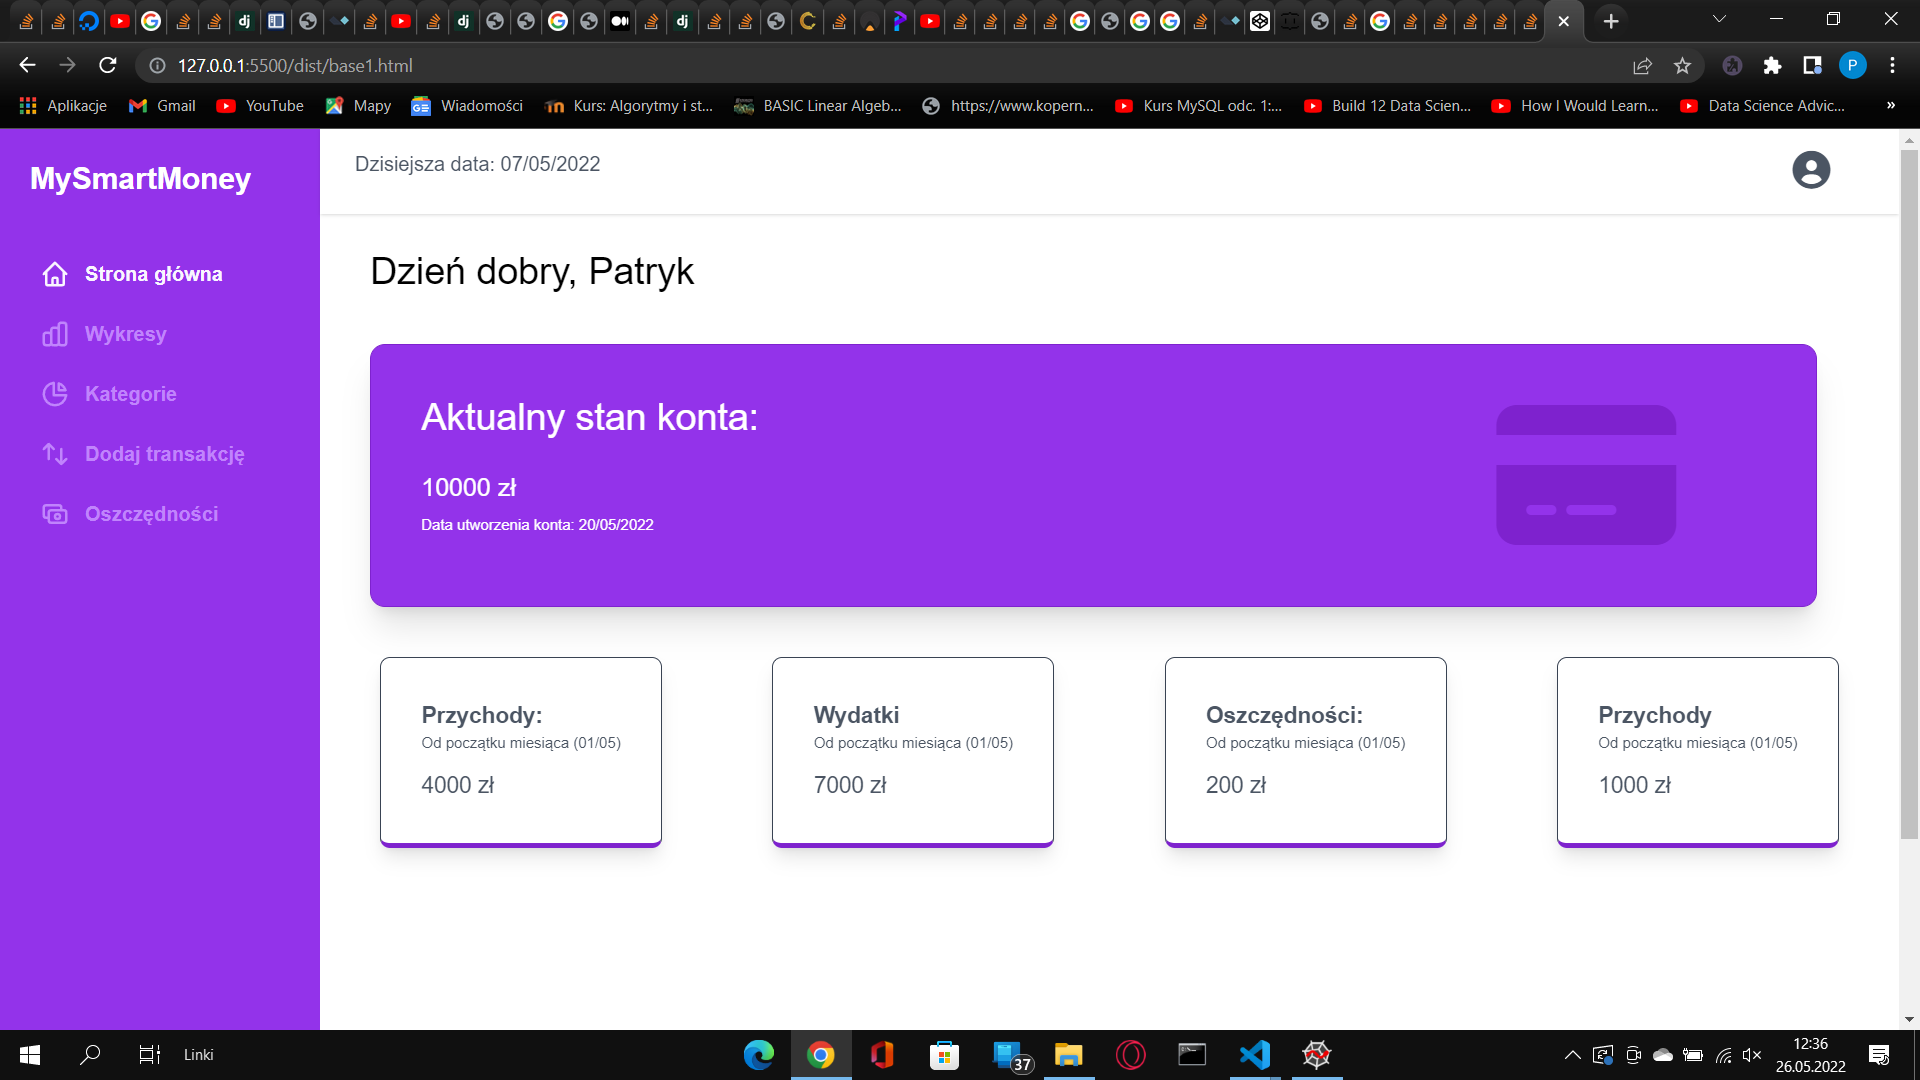 127.0.0.1:5500/dist/base1.html
P
Aplikacje
Gmail
YouTube
Mapy
Wiadomości
Kurs: Algorytmy i st...
BASIC Linear Algeb...
https://www.kopern...
Kurs MySQL odc. 1:...
Build 12 Data Scien...
How I Would Learn...
Data Science Advic...
»
MySmartMoney
Dzisiejsza data: 07/05/2022
Strona główna
Wykresy
Kategorie
Dodaj transakcję
Oszczędności
Dzień dobry, Patryk
Aktualny stan konta:
10000 zł
Data utworzenia konta: 20/05/2022
Przychody:
Od początku miesiąca (01/05)
4000 zł
Wydatki
Od początku miesiąca (01/05)
7000 zł
Oszczędności:
Od początku miesiąca (01/05)
200 zł
Przychody
Od początku miesiąca (01/05)
1000 zł
Linki
37
12:36
26.05.2022